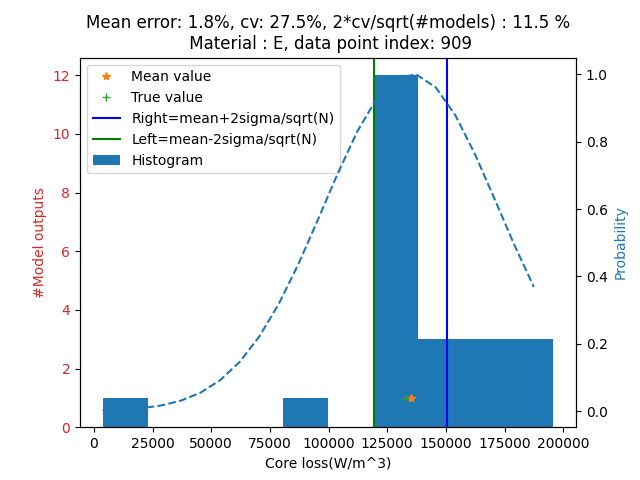 Mean error: 1.8%, cv: 27.5%, 2*cv/sqrt(#models) : 11.5 %
Material : E, data point index: 909
Mean value
True value
Right=mean+2sigma/sqrt(N)
Left=mean-2sigma/sqrt(N)
Histogram
12
10
8
6
4
2
0
#Model outputs
1.0
0.8
0.6
0.4
0.2
0.0
Probability
0 25000 50000 75000 100000 125000 150000 175000 200000
Core loss(W/m^3)